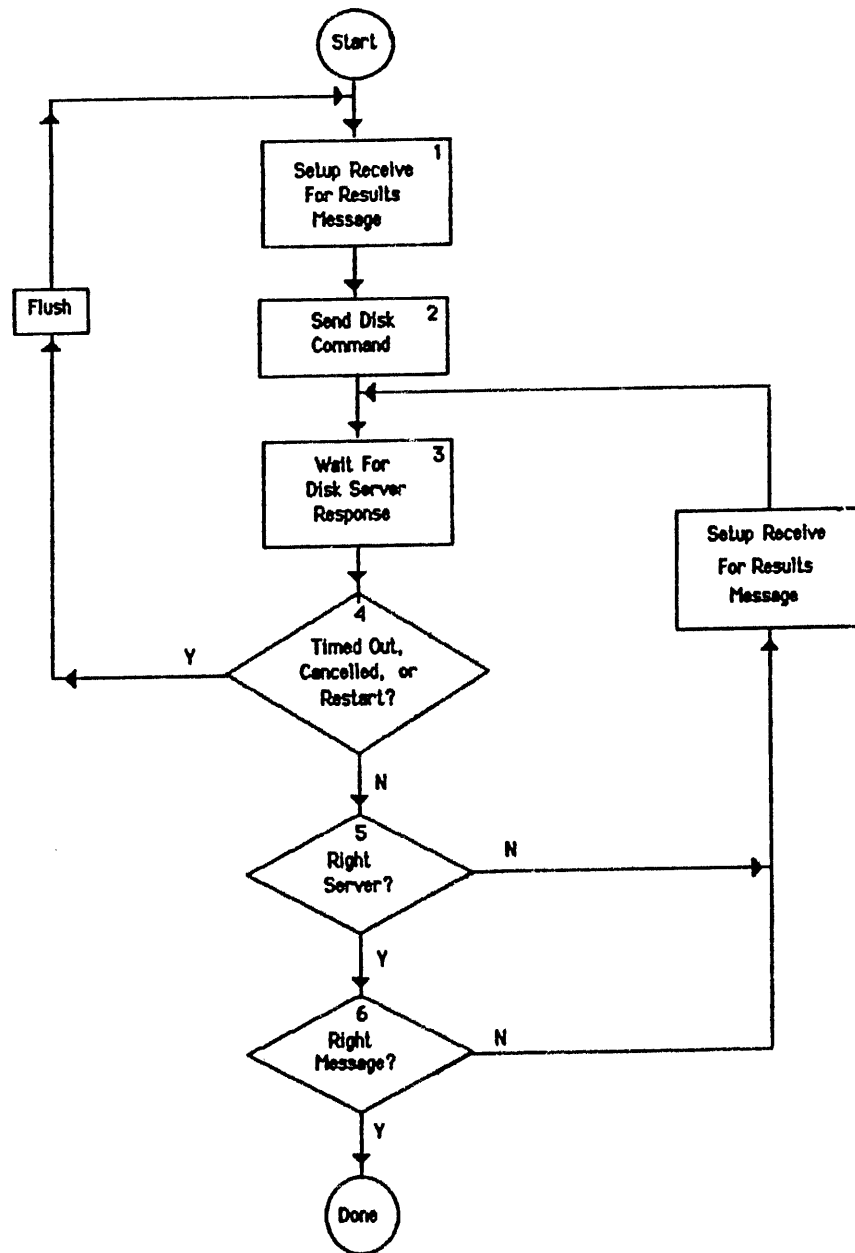 Start
1
Setup Receive
For Results
Message
Flush
2
Send Disk
Command
3
Wait For
Disk Server
Response
Setup Receive
For Results
Message
4
Timed Out,
Cancelled, or
Restart?
Y
N
5
Right
Server?
N
Y
6
Right
Message?
N
Y
Done